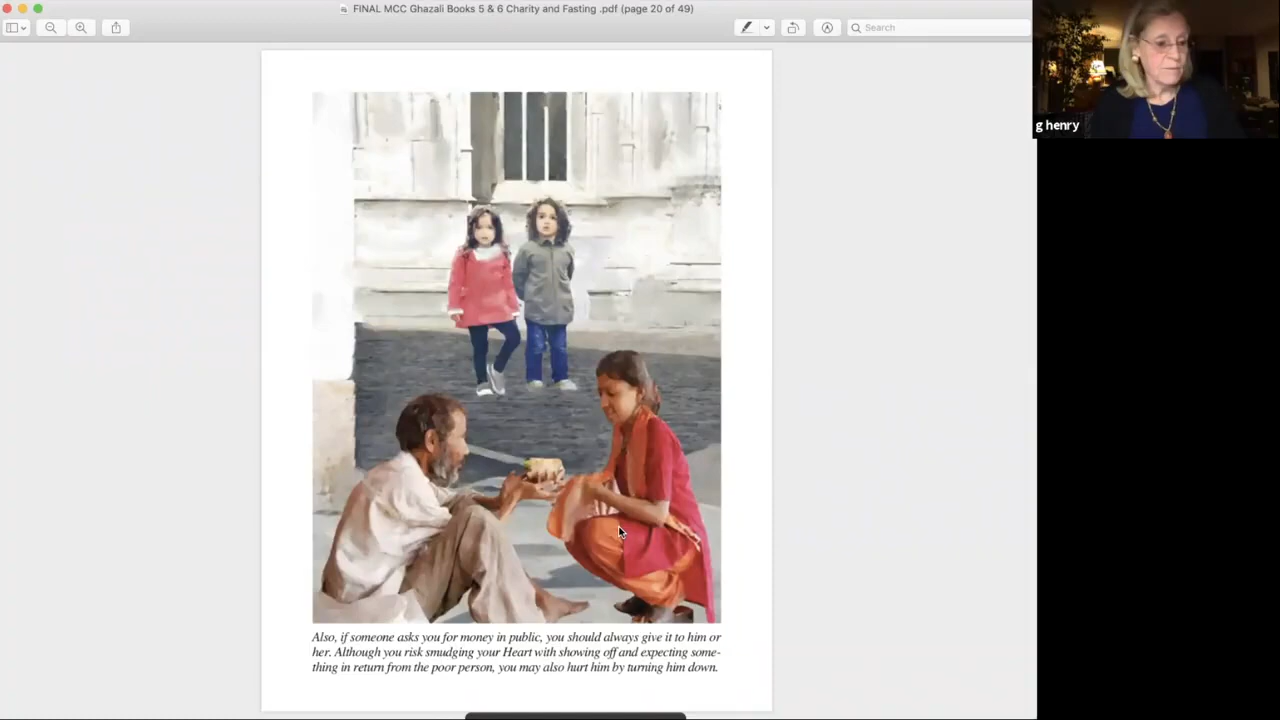 FINAL MCC Ghazali Books 5 & 6 Charity and Fasting .pdf (page 20 of 49)
Search
g henry
Also, if someone asks you for money in public, you should always give it to him or
her. Although you risk smudging your Heart with showing off and expecting some-
thing in return from the poor person, you may also hurt him by turning him down.